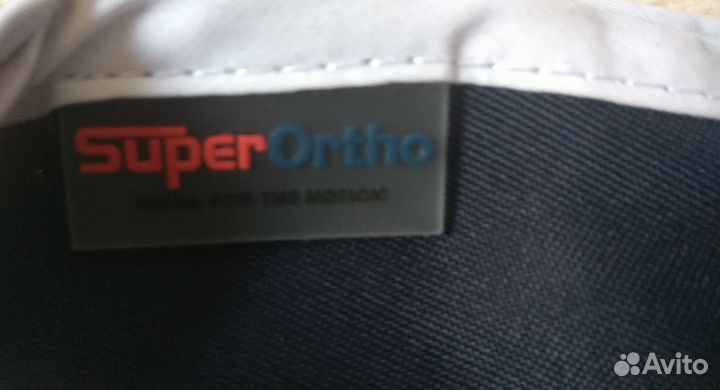 SuperOrtho
IDEAL FOR THE MOTION
Avito